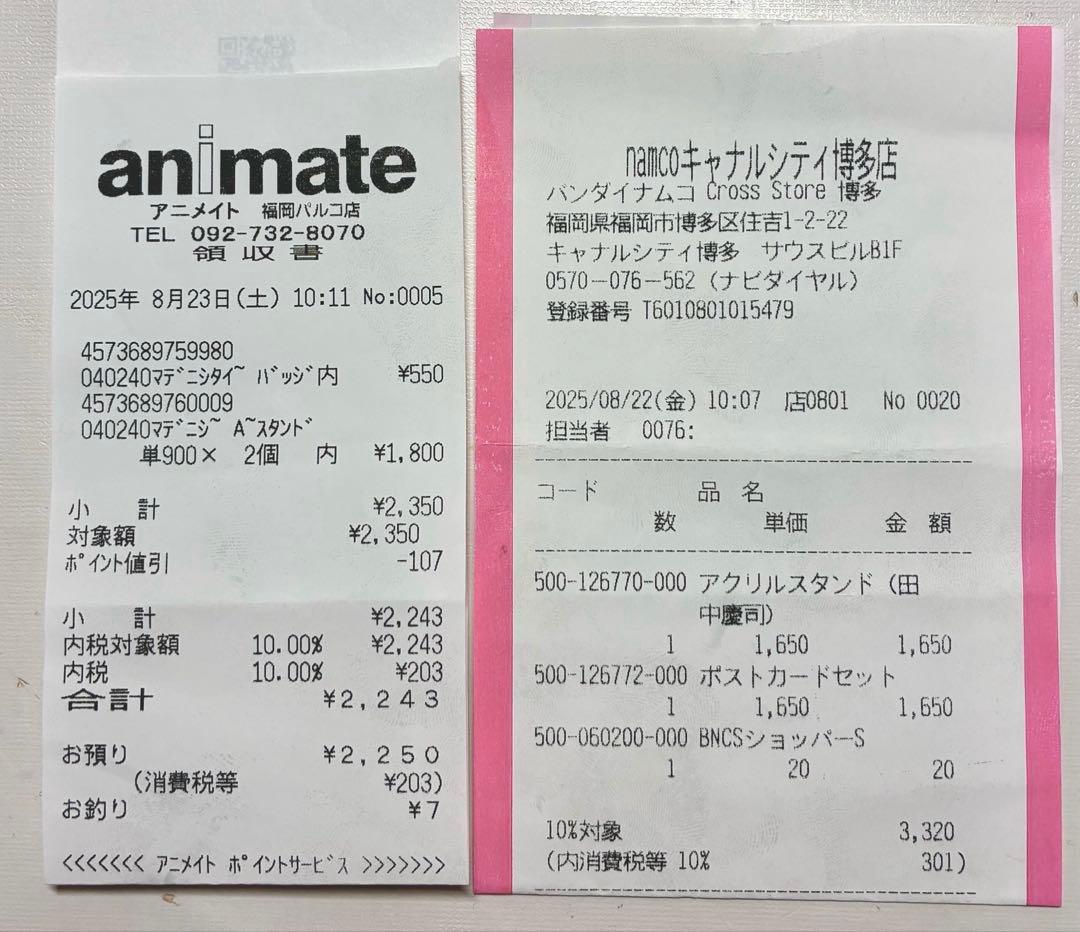 animate
アニメイト 福岡パルコ店
TEL 092-732-8070
領収書
2025年 8月23日(土) 10:11 No:0005
4573689759980
040240ﾏﾃﾞﾆｼﾀｲ~ ﾊﾞｯｼﾞ内 ¥550
4573689760009
040240ﾏﾃﾞﾆｼ~ A~ｽﾀﾝﾄﾞ
単900× 2個 内 ¥1,800
小 計 ¥2,350
対象額 ¥2,350
ﾎﾟｲﾝﾄ値引 -107
小 計 ¥2,243
内税対象額 10.00% ¥2,243
内税 10.00% ¥203
合計 ¥2,243
お預り ¥2,250
(消費税等 ¥203)
お釣り ¥7
<<<<<<< ｱﾆﾒｲﾄ ﾎﾟｲﾝﾄｻｰﾋﾞｽ >>>>>>>
namcoキャナルシティ博多店
バンダイナムコ Cross Store 博多
福岡県福岡市博多区住吉1-2-22
キャナルシティ博多 サウスビルB1F
0570-076-562 (ナビダイヤル)
登録番号 T6010801015479
2025/08/22(金) 10:07 店0801 No 0020
担当者 0076:
コード 品 名
数 単価 金 額
500-126770-000 アクリルスタンド (田
中慶司)
1 1,650 1,650
500-126772-000 ポストカードセット
1 1,650 1,650
500-060200-000 BNCSショッパーS
1 20 20
10%対象 3,320
(内消費税等 10% 301)